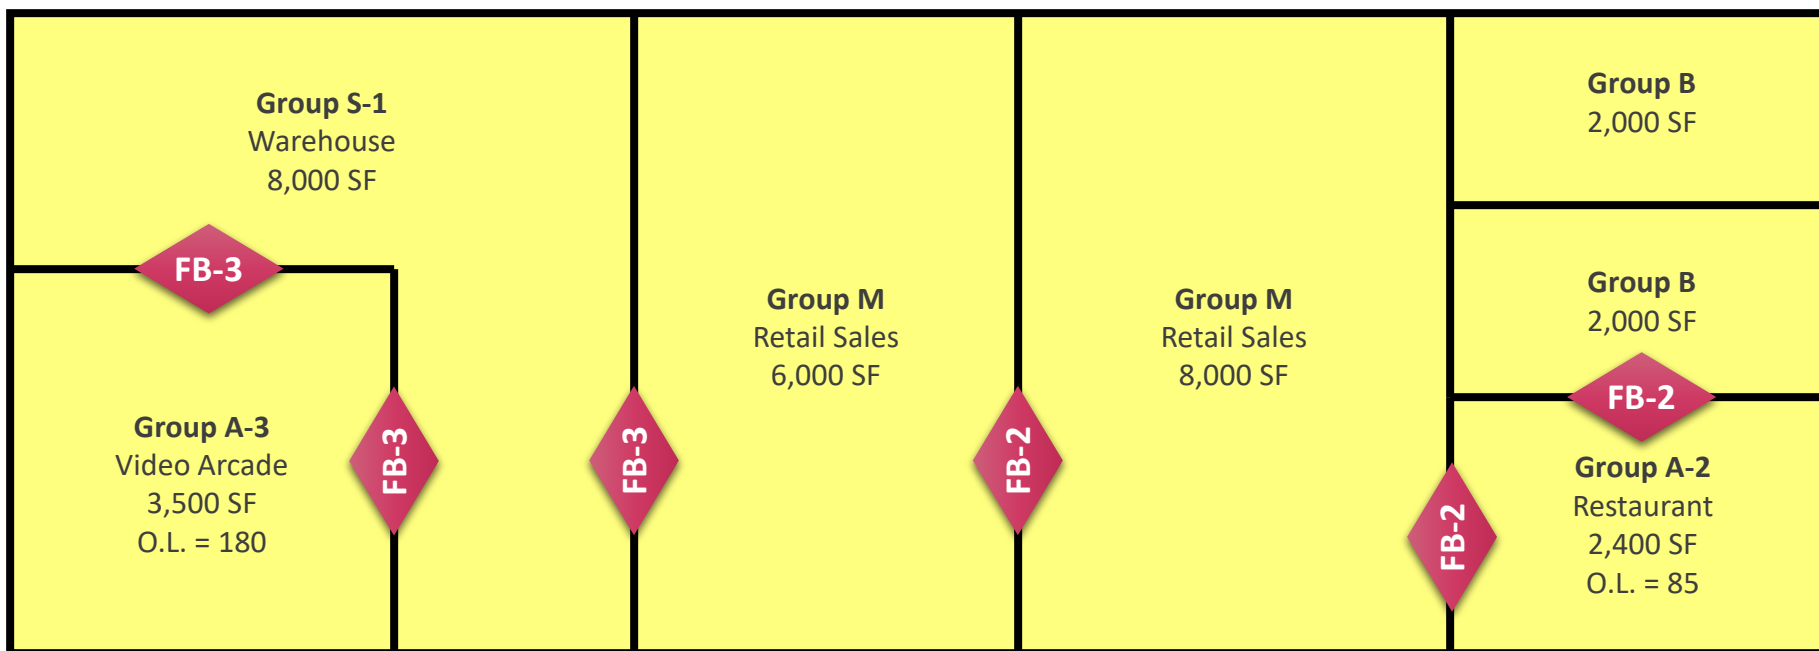 Group S-1
Warehouse
8,000 SF
FB-3
Group A-3
Video Arcade
3,500 SF
O.L. = 180
FB-3
FB-3
Group M
Retail Sales
6,000 SF
FB-2
Group M
Retail Sales
8,000 SF
FB-2
Group B
2,000 SF
Group B
2,000 SF
FB-2
Group A-2
Restaurant
2,400 SF
O.L. = 85